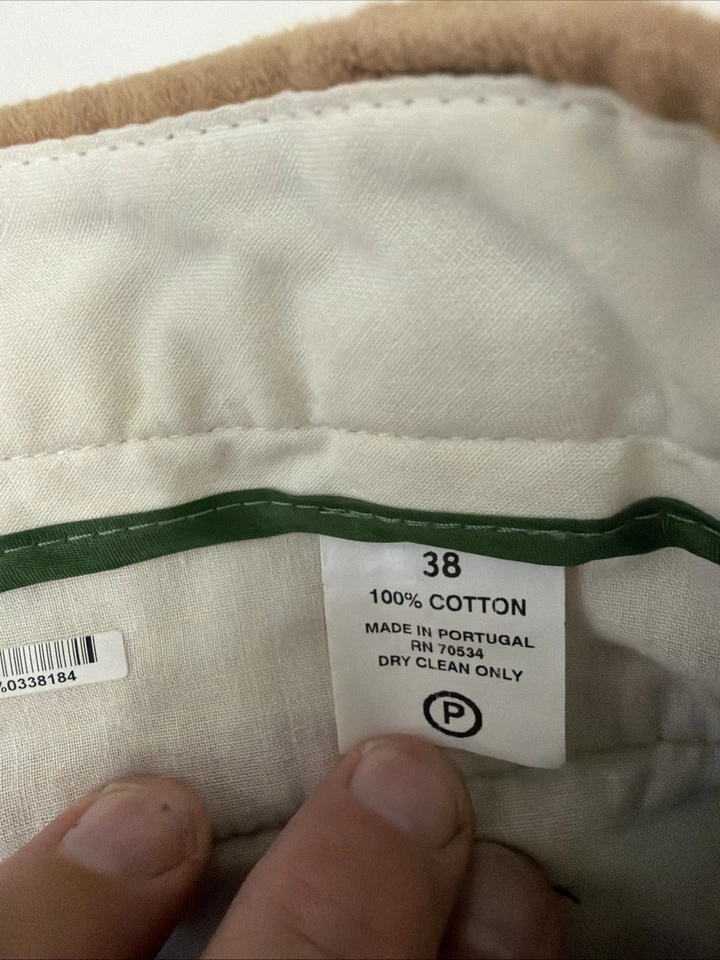 38
100% COTTON
MADE IN PORTUGAL
RN 70534
DRY CLEAN ONLY
P
%0338184